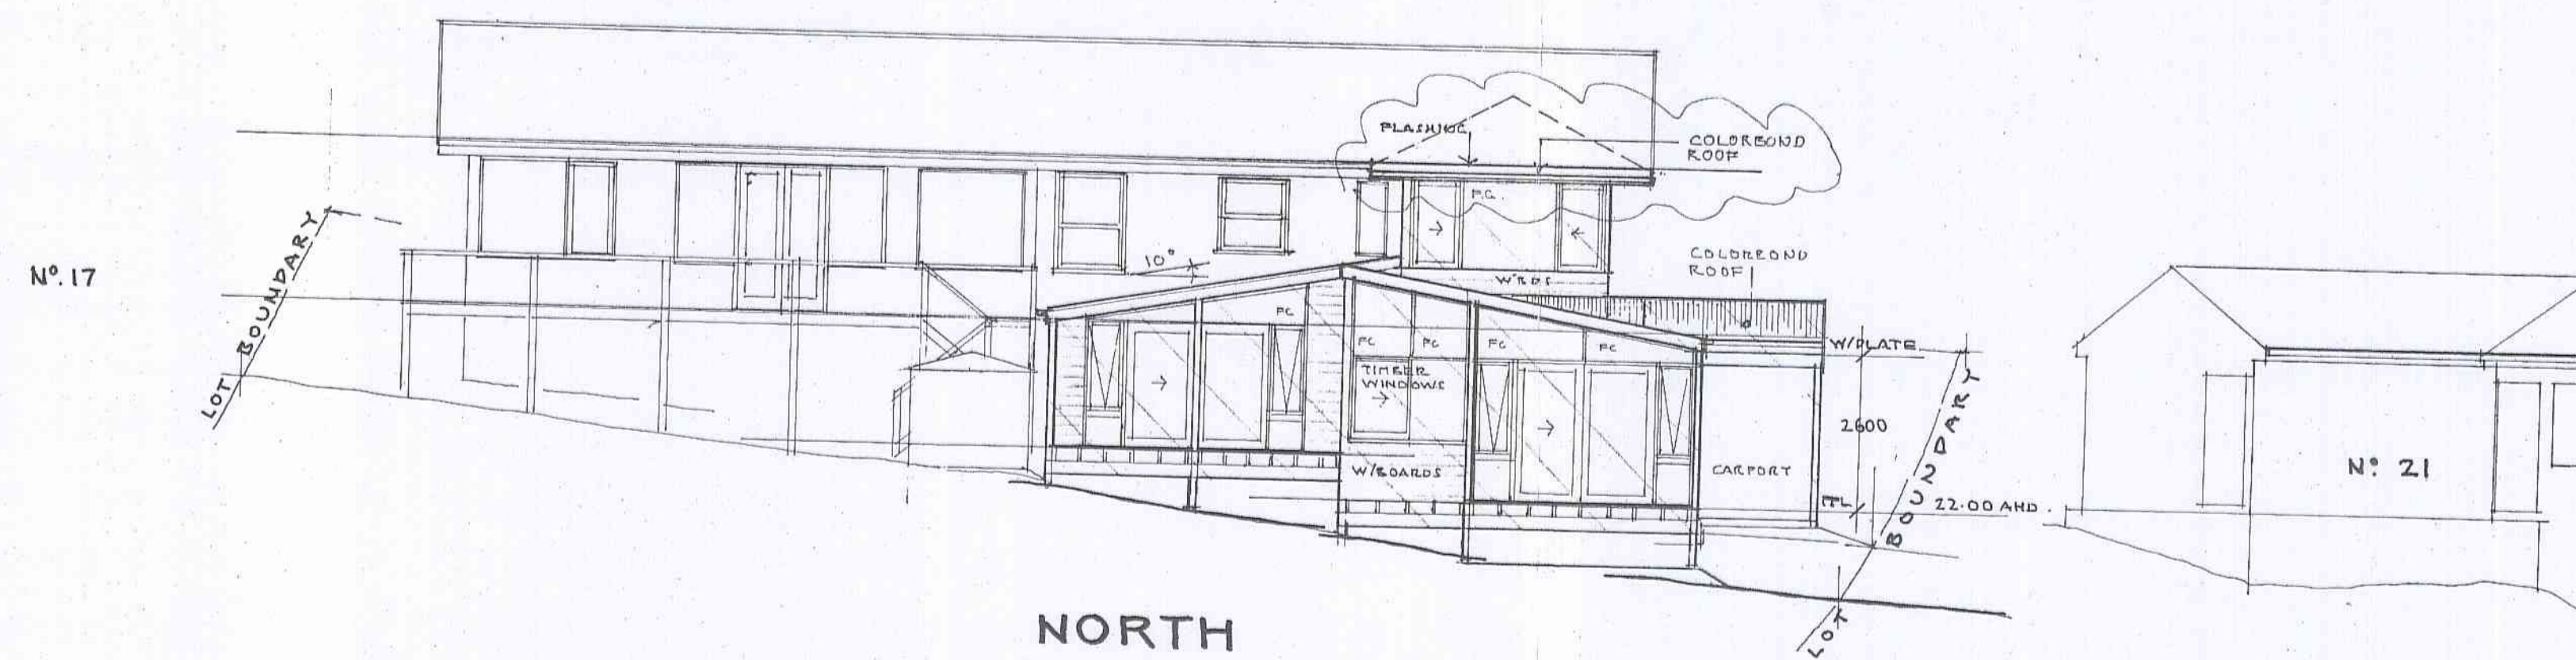 FLASHING
COLORBOND
ROOF
F.C.
COLORBOND
ROOF
10°
W'BDS
Nº.17
LOT BOUNDARY
FC
FC
FC
FC
FC
W/PLATE
TIMBER
WINDOWS
2600
W/BOARDS
CARPORT
22.00 AHD.
LOT BOUNDARY
Nº 21
NORTH